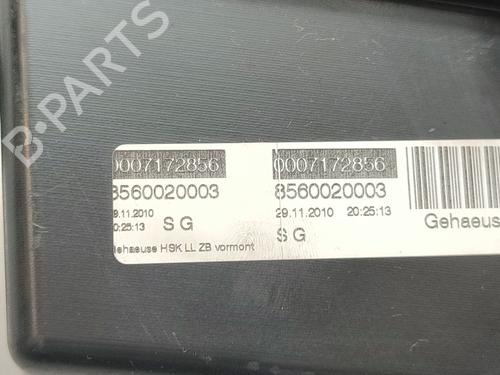 B-PARTS
0007172856
8560020003
29.11.2010
20:25:13 S G
Gehaeuse HSK LL ZB vormont
0007172856
8560020003
29.11.2010 20:25:13
S G
Gehaeus